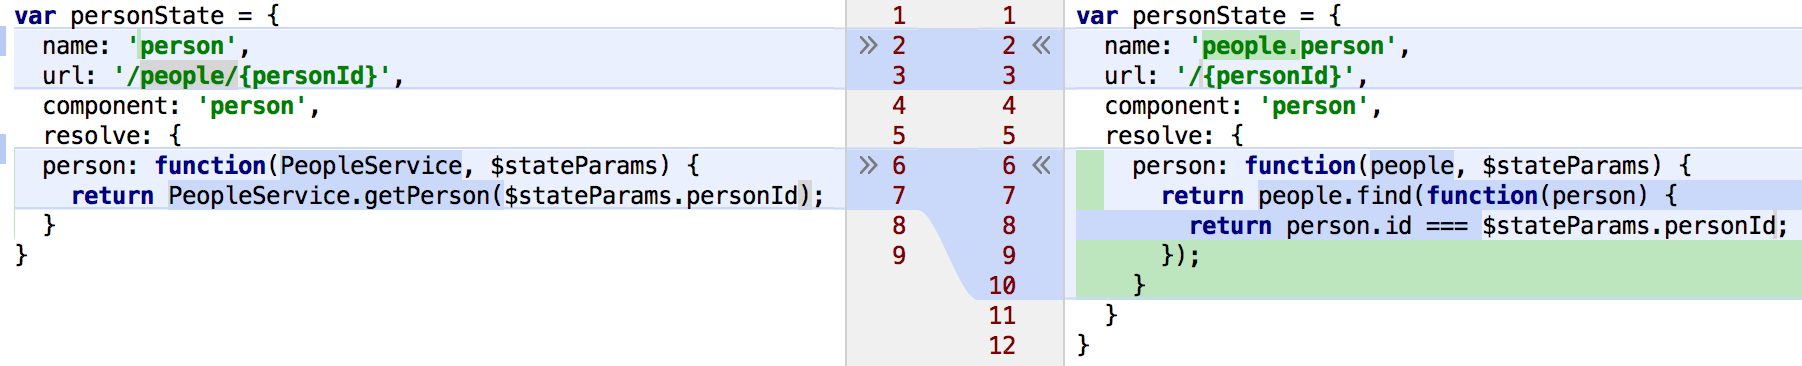 var personState = {
  name: 'person',
  url: '/people/{personId}',
  component: 'person',
  resolve: {
  person: function(PeopleService, $stateParams) {
    return PeopleService.getPerson($stateParams.personId);
  }
}
1 1
» 2 2 «
3 3
4 4
5 5
» 6 6 «
7 7
8 8
9 9
10
11
12
var personState = {
  name: 'people.person',
  url: '/{personId}',
  component: 'person',
  resolve: {
    person: function(people, $stateParams) {
      return people.find(function(person) {
        return person.id === $stateParams.personId;
      });
    }
  }
}